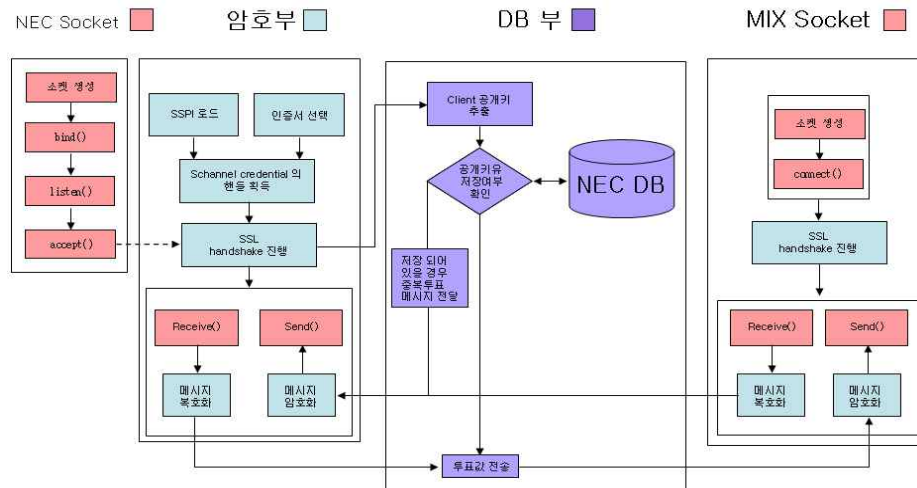 NEC Socket
암호부
DB 부
MIX Socket
소켓 생성
bind()
listen()
accept()
SSPI 로드
인증서 선택
Schannel credential 의
핸들 획득
SSL
handshake 진행
Receive()
Send()
메시지
복호화
메시지
암호화
Client 공개키
추출
공개키유
저장여부
확인
NEC DB
저장 되어
있을 경우
중복투표
메시지 전달
투표값 전송
소켓 생성
connect()
SSL
handshake 진행
Receive()
Send()
메시지
복호화
메시지
암호화